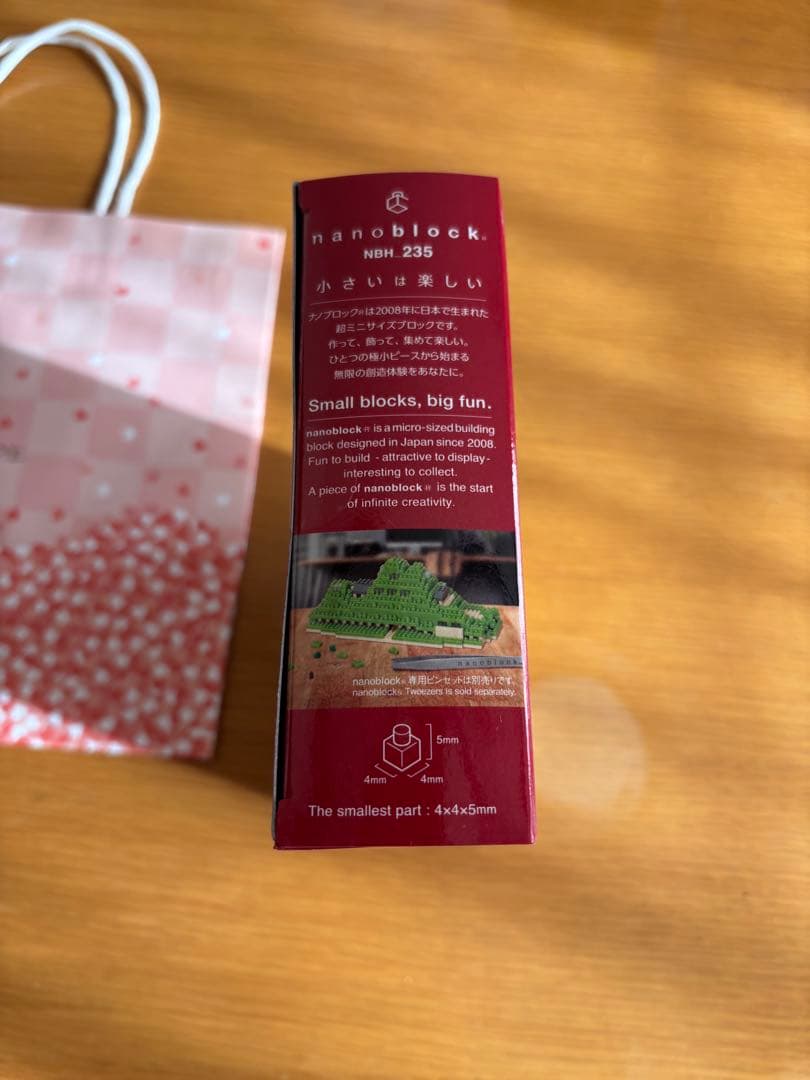 nanoblock®
NBH_235
小さいは楽しい
ナノブロック®は2008年に日本で生まれた
超ミニサイズブロックです。
作って、飾って、集めて楽しい。
ひとつの極小ピースから始まる
無限の創造体験をあなたに。
Small blocks, big fun.
nanoblock® is a micro-sized building
block designed in Japan since 2008.
Fun to build - attractive to display-
interesting to collect.
A piece of nanoblock® is the start
of infinite creativity.
nanoblock
nanoblock® 専用ピンセットは別売りです。
nanoblock® Tweezers is sold separately.
5mm
4mm 4mm
The smallest part : 4×4×5mm